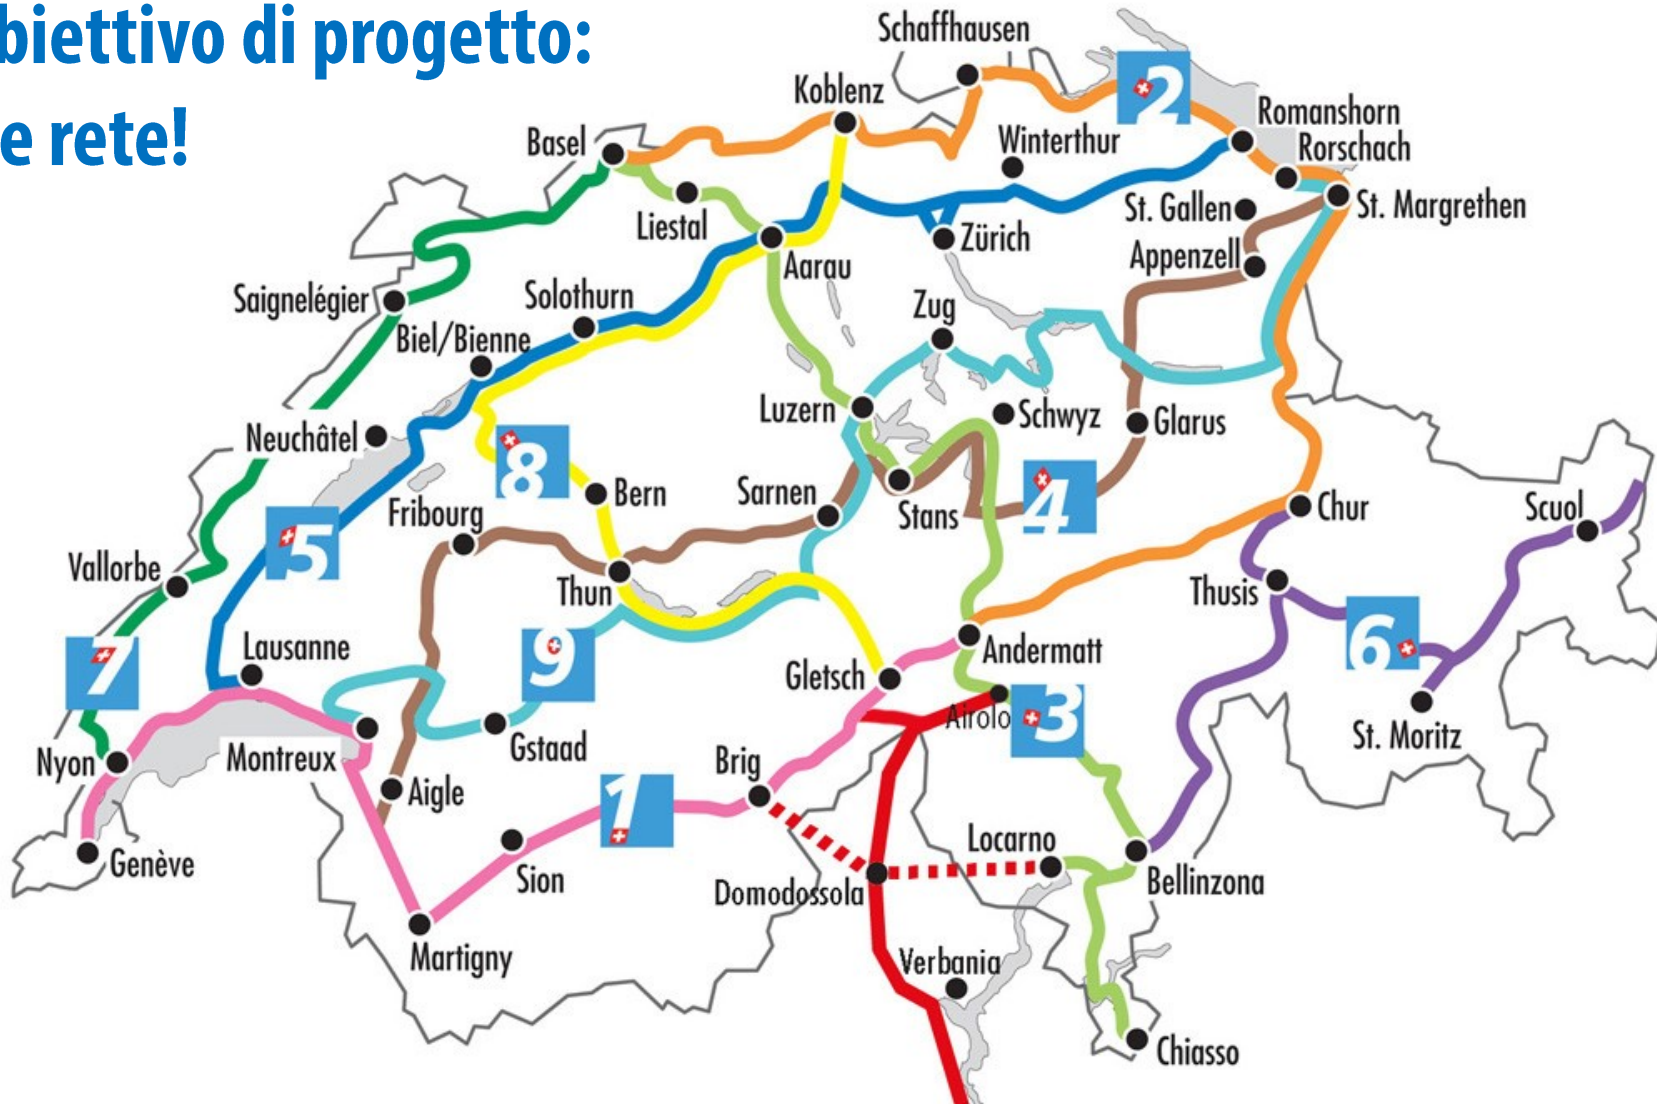 biettivo di progetto:
e rete!
Schaffhausen
2
Koblenz
Romanshorn
Basel
Winterthur
Rorschach
Liestal
St. Gallen
St. Margrethen
Zürich
Appenzell
Aarau
Saignelégier
Solothurn
Zug
Biel/Bienne
Luzern
Schwyz
Glarus
Neuchâtel
8
Bern
Sarnen
4
Chur
Scuol
Fribourg
Stans
5
Vallorbe
Thun
Thusis
6
7
Lausanne
9
Andermatt
Gletsch
Airolo
3
St. Moritz
Nyon
Montreux
Gstaad
Brig
Aigle
1
Locarno
Genève
Sion
Domodossola
Bellinzona
Martigny
Verbania
Chiasso